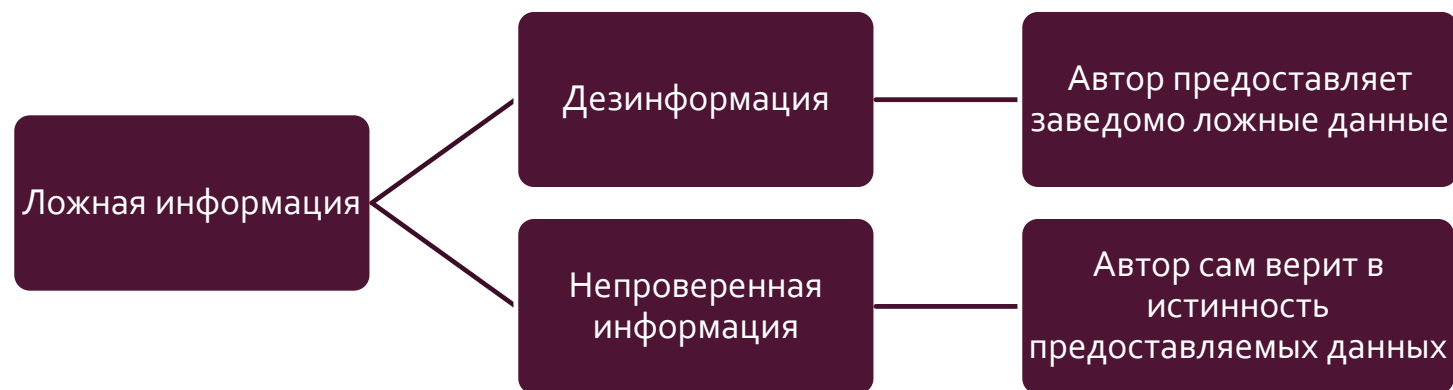 Ложная информация
Дезинформация
Автор предоставляет
заведомо ложные данные
Непроверенная
информация
Автор сам верит в
истинность
предоставляемых данных